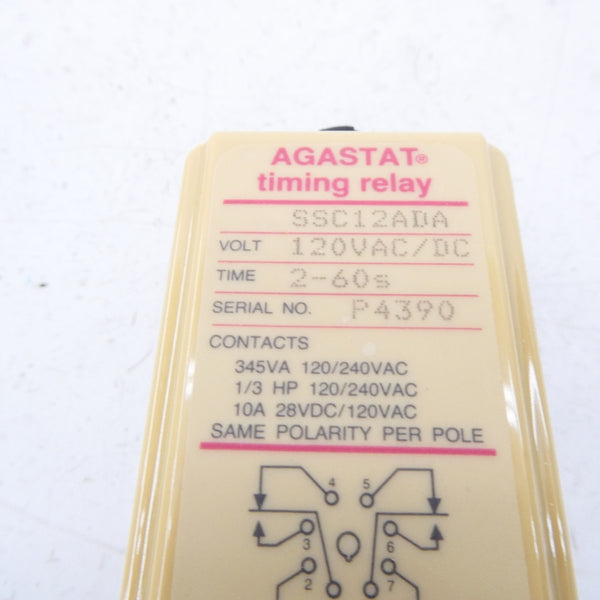 AGASTAT®
timing relay
SSC12ADA
VOLT 120VAC/DC
TIME 2-60s
SERIAL NO. P4390
CONTACTS
345VA 120/240VAC
1/3 HP 120/240VAC
10A 28VDC/120VAC
SAME POLARITY PER POLE
4 5
3 6
2 7